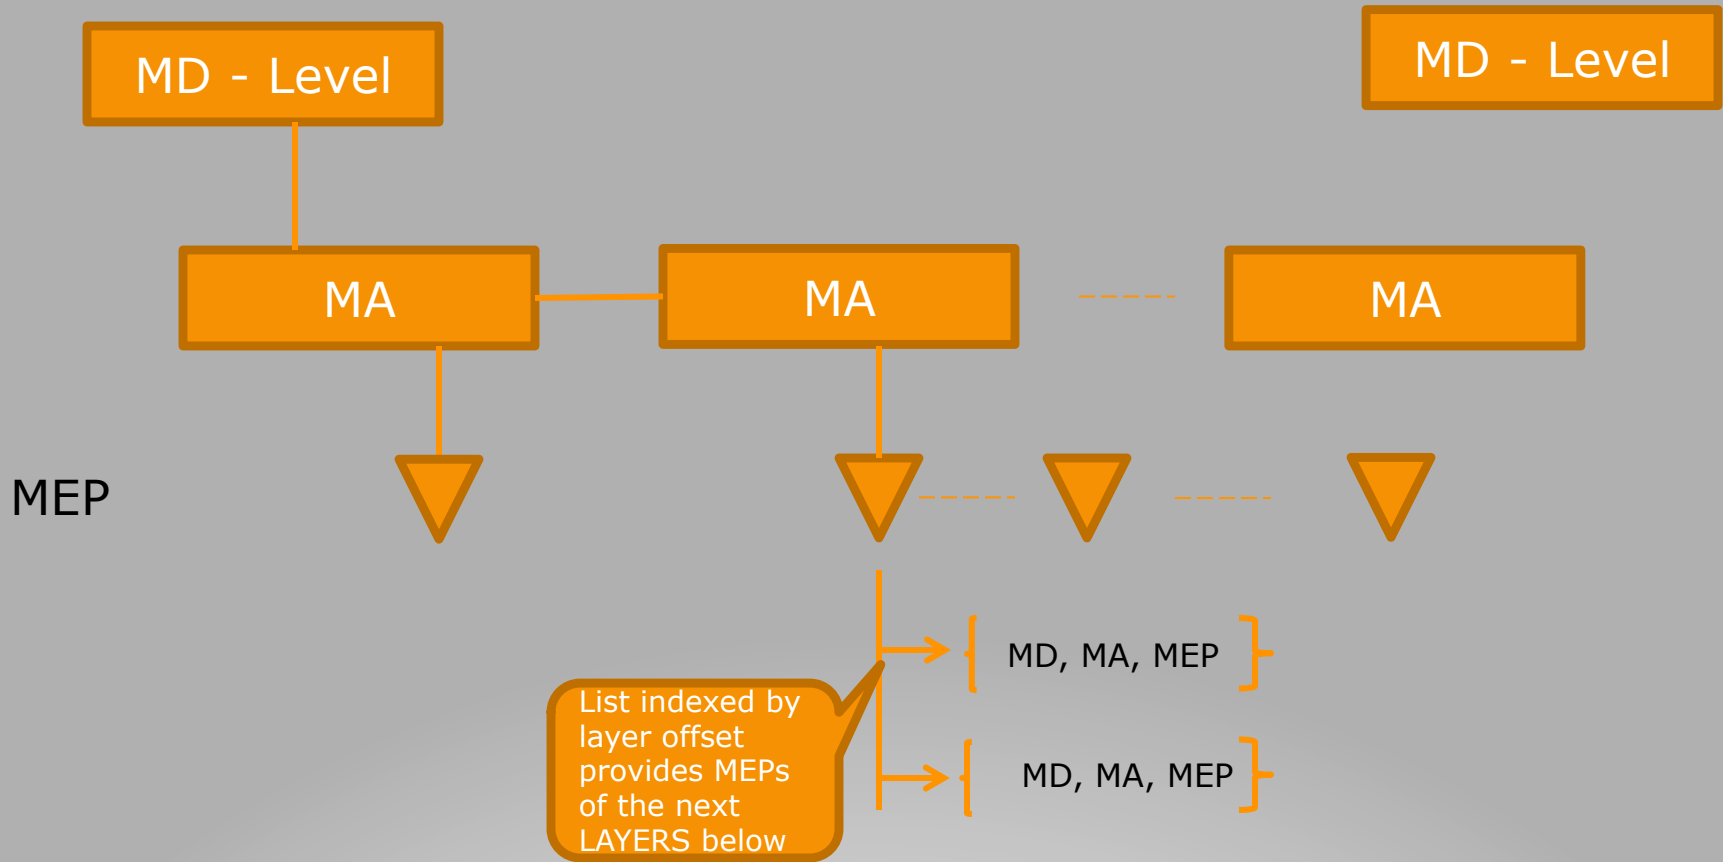 MD - Level
MD - Level
MA
MA
MA
MEP
MD, MA, MEP
List indexed by
layer offset
provides MEPs
of the next
LAYERS below
MD, MA, MEP